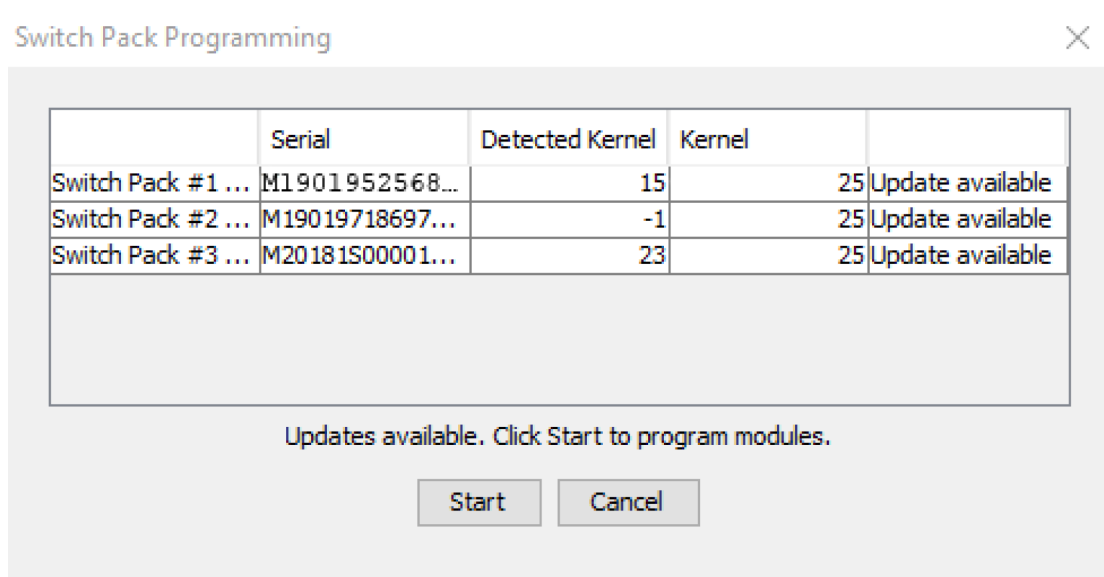 Switch Pack Programming
Serial Detected Kernel Kernel
Switch Pack #1 ... M1901952568... 15 25 Update available
Switch Pack #2 ... M19019718697... -1 25 Update available
Switch Pack #3 ... M20181S00001... 23 25 Update available
Updates available. Click Start to program modules.
Start Cancel